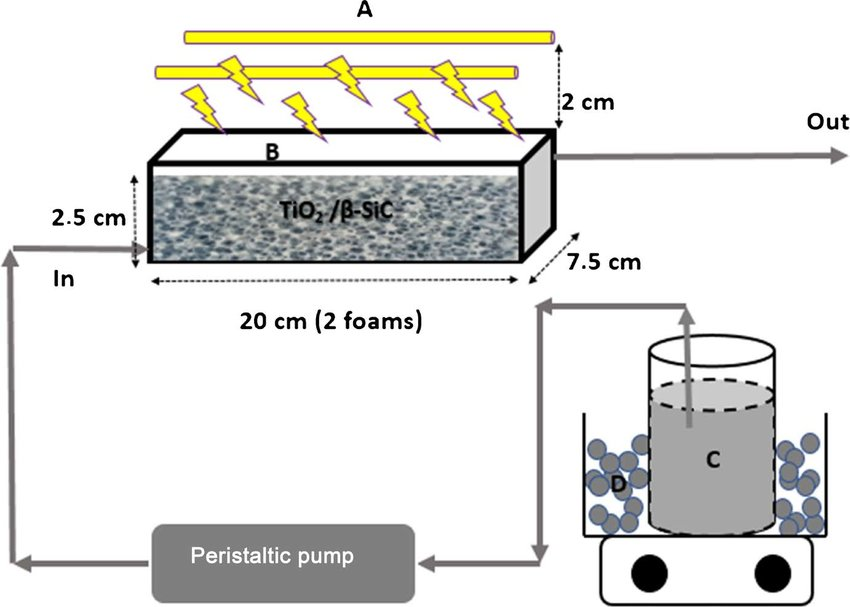 A
2 cm
Out
B
TiO₂ /β-SiC
2.5 cm
In
7.5 cm
20 cm (2 foams)
C
D
Peristaltic pump